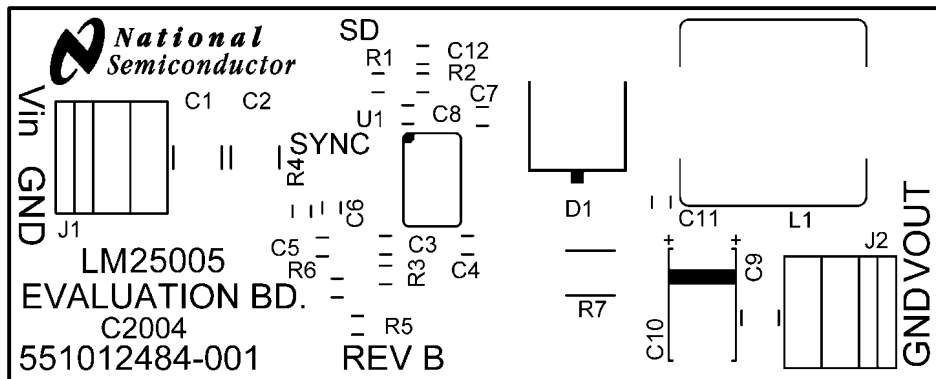 National
Semiconductor
SD
R1
C12
R2
C7
C1
C2
Vin
U1
C8
SYNC
R4
GND
J1
C6
D1
C11
L1
C5
C3
R6
R3
C4
LM25005
EVALUATION BD.
C2004
551012484-001
R5
REV B
R7
C10
C9
J2
GND VOUT
+
+